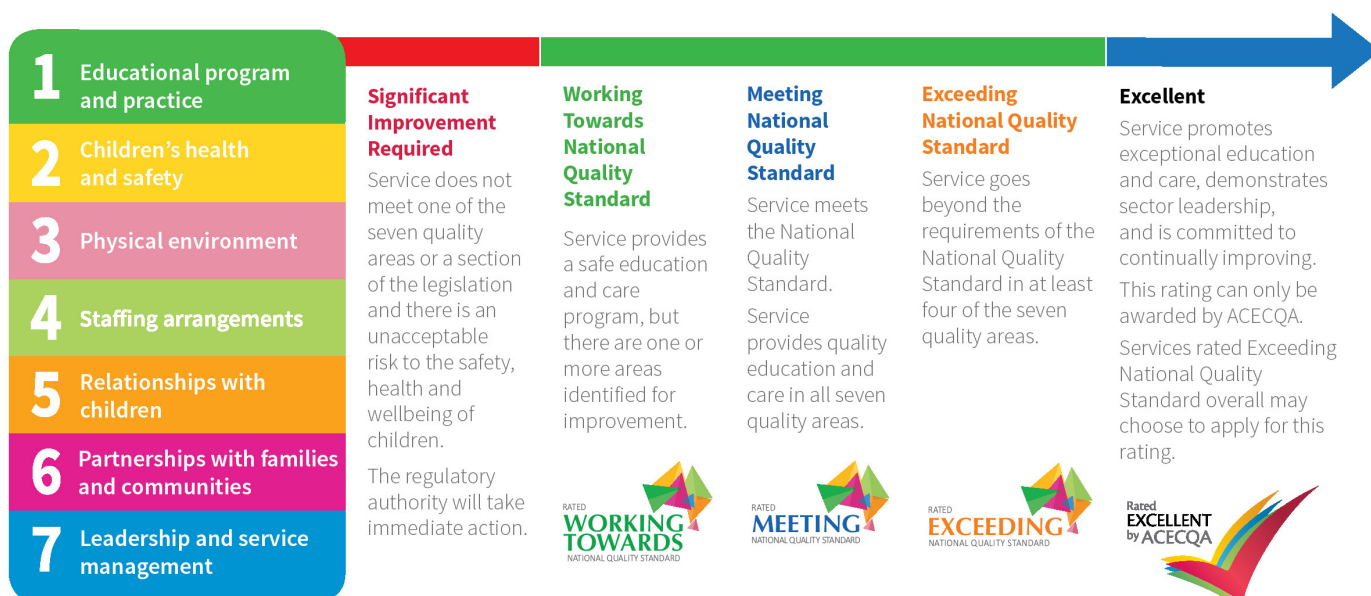 1
Educational program
and practice
2
Children's health
and safety
3
Physical environment
4
Staffing arrangements
5
Relationships with
children
6
Partnerships with families
and communities
7
Leadership and service
management
Significant
Improvement
Required
Service does not
meet one of the
seven quality
areas or a section
of the legislation
and there is an
unacceptable
risk to the safety,
health and
wellbeing of
children.
The regulatory
authority will take
immediate action.
Working
Towards
National
Quality
Standard
Service provides
a safe education
and care
program, but
there are one or
more areas
identified for
improvement.
RATED
WORKING
TOWARDS
NATIONAL QUALITY STANDARD
Meeting
National
Quality
Standard
Service meets
the National
Quality
Standard.
Service
provides quality
education and
care in all seven
quality areas.
RATED
MEETING
NATIONAL QUALITY STANDARD
Exceeding
National Quality
Standard
Service goes
beyond the
requirements of the
National Quality
Standard in at least
four of the seven
quality areas.
RATED
EXCEEDING
NATIONAL QUALITY STANDARD
Excellent
Service promotes
exceptional education
and care, demonstrates
sector leadership,
and is committed to
continually improving.
This rating can only be
awarded by ACECQA.
Services rated Exceeding
National Quality
Standard overall may
choose to apply for this
rating.
Rated
EXCELLENT
by ACECQA